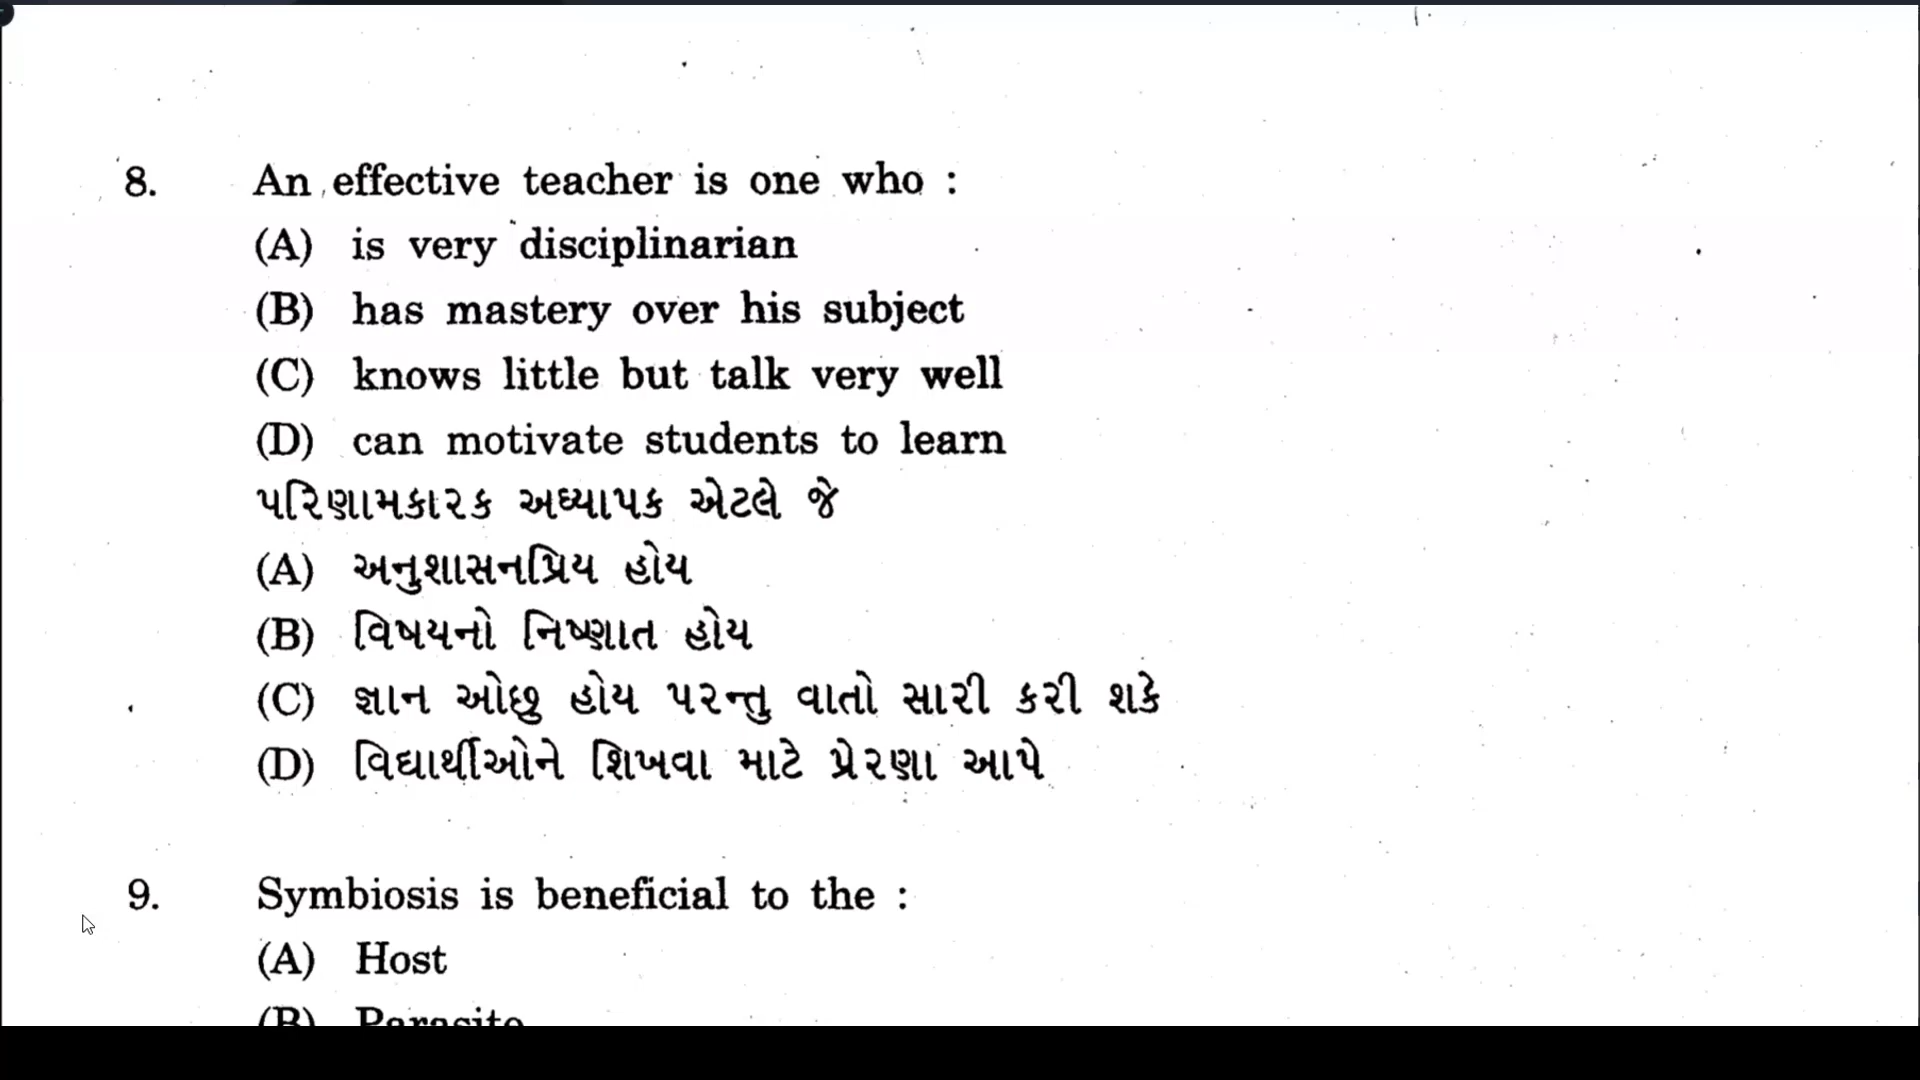 8. An effective teacher is one who :
(A) is very disciplinarian
(B) has mastery over his subject
(C) knows little but talk very well
(D) can motivate students to learn
પરિણામકારક અધ્યાપક એટલે જે
(A) અનુશાસનપ્રિય હોય
(B) વિષયનો નિષ્ણાત હોય
(C) જ્ઞાન ઓછુ હોય પરન્તુ વાતો સારી કરી શકે
(D) વિદ્યાર્થીઓને શિખવા માટે પ્રેરણા આપે
9. Symbiosis is beneficial to the :
(A) Host
(B) Parasite